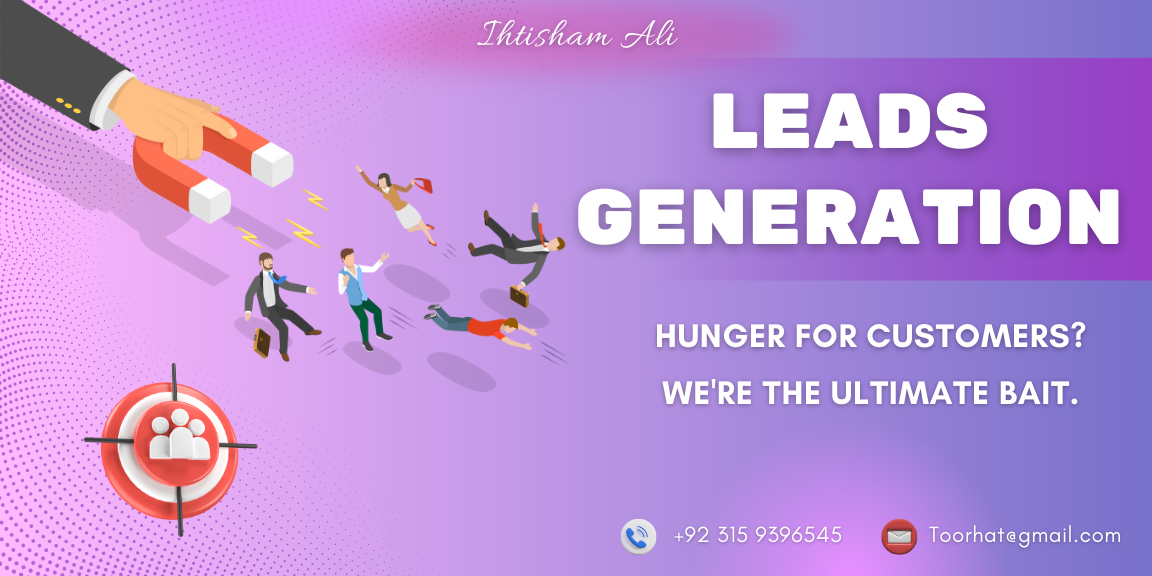 Ihtisham Ali
LEADS
GENERATION
HUNGER FOR CUSTOMERS?
WE'RE THE ULTIMATE BAIT.
+92 315 9396545
Toorhat@gmail.com